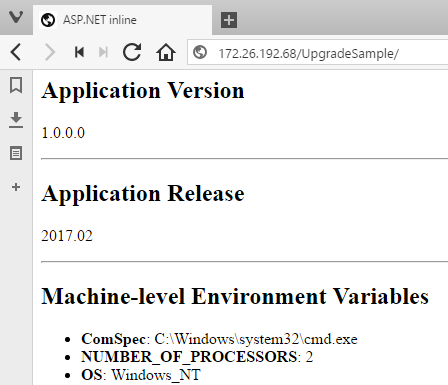 ASP.NET inline
172.26.192.68/UpgradeSample/
Application Version
1.0.0.0
Application Release
2017.02
Machine-level Environment Variables
ComSpec: C:\Windows\system32\cmd.exe
NUMBER_OF_PROCESSORS: 2
OS: Windows_NT